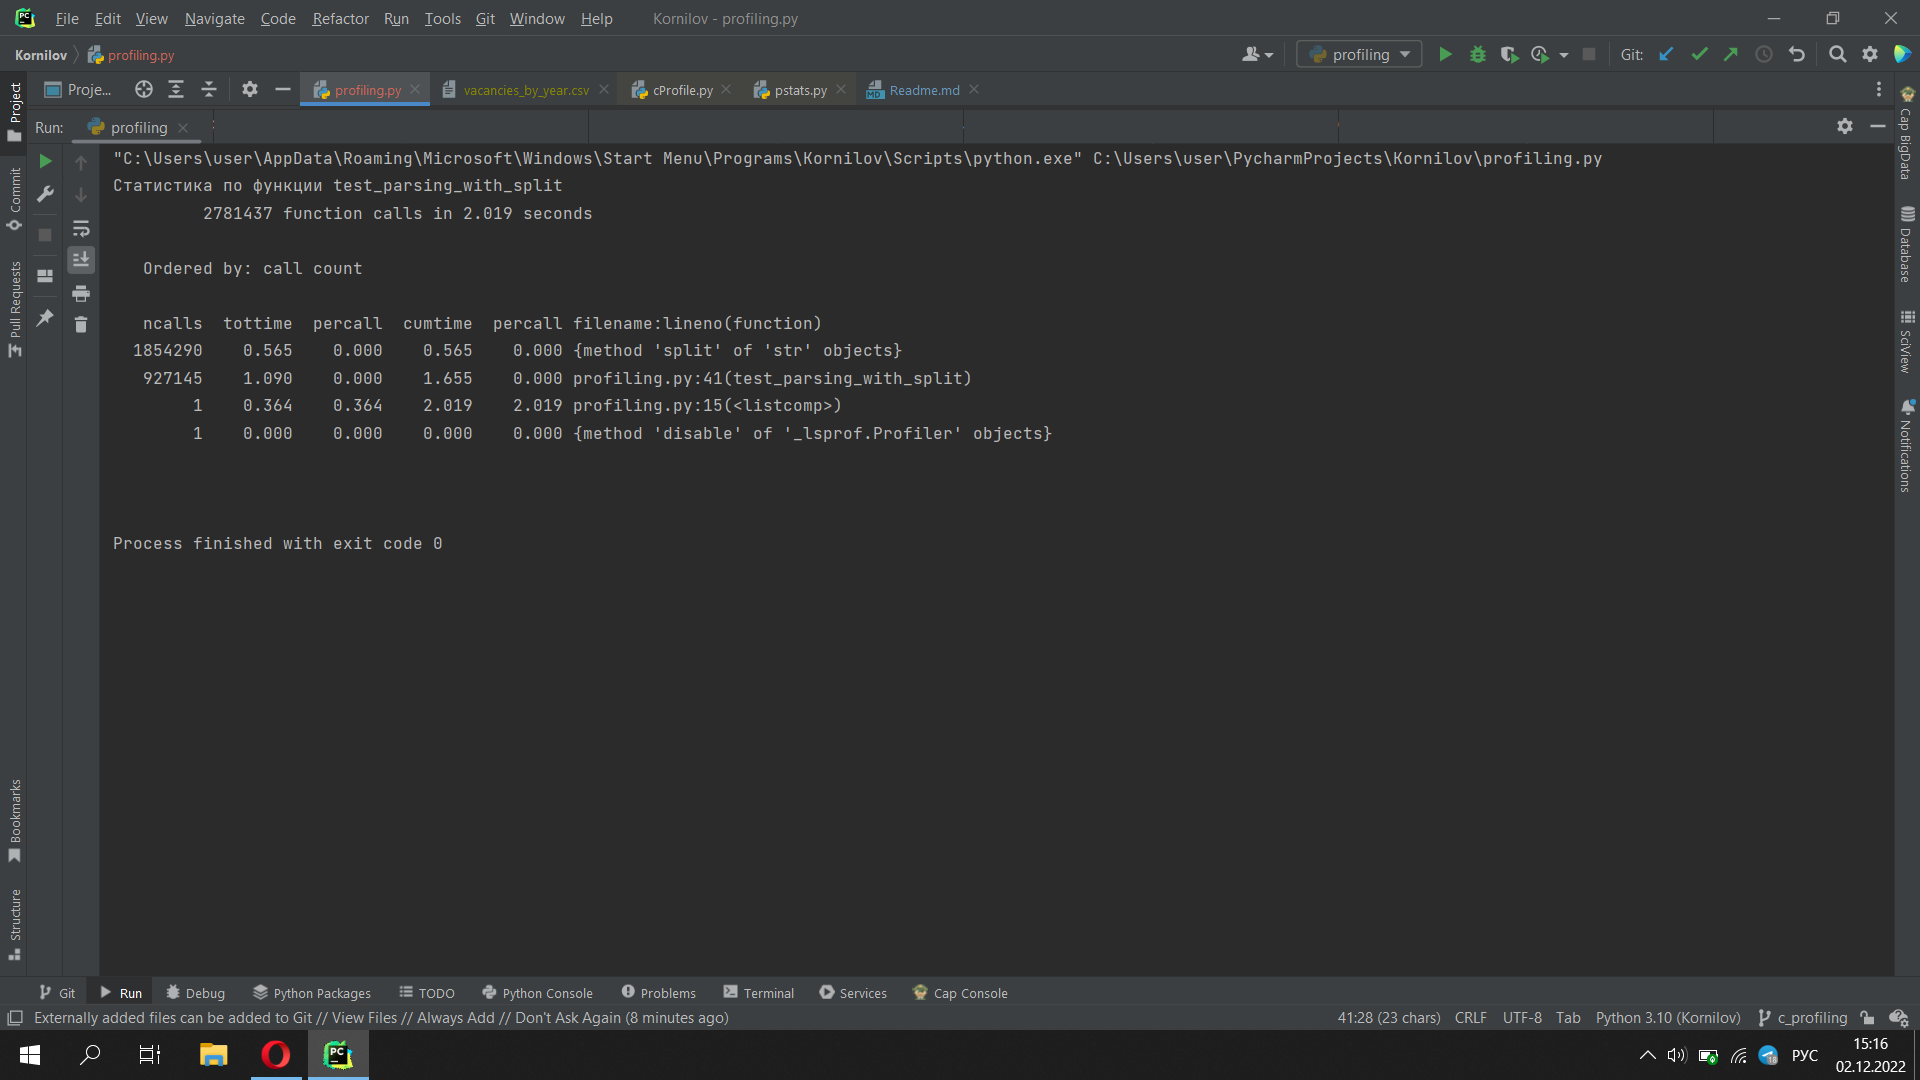 File Edit View Navigate Code Refactor Run Tools Git Window Help Kornilov - profiling.py
Kornilov profiling.py profiling Git:
Proje... profiling.py vacancies_by_year.csv cProfile.py pstats.py Readme.md
Run: profiling
"C:\Users\user\AppData\Roaming\Microsoft\Windows\Start Menu\Programs\Kornilov\Scripts\python.exe" C:\Users\user\PycharmProjects\Kornilov\profiling.py
Статистика по функции test_parsing_with_split
2781437 function calls in 2.019 seconds
Ordered by: call count
ncalls tottime percall cumtime percall filename:lineno(function)
1854290 0.565 0.000 0.565 0.000 {method 'split' of 'str' objects}
927145 1.090 0.000 1.655 0.000 profiling.py:41(test_parsing_with_split)
1 0.364 0.364 2.019 2.019 profiling.py:15(<listcomp>)
1 0.000 0.000 0.000 0.000 {method 'disable' of '_lsprof.Profiler' objects}
Process finished with exit code 0
Project
Commit
Pull Requests
Bookmarks
Structure
Cap BigData
Database
SciView
Notifications
Git Run Debug Python Packages TODO Python Console Problems Terminal Services Cap Console
Externally added files can be added to Git // View Files // Always Add // Don't Ask Again (8 minutes ago) 41:28 (23 chars) CRLF UTF-8 Tab Python 3.10 (Kornilov) c_profiling
PC РУС 15:16
02.12.2022